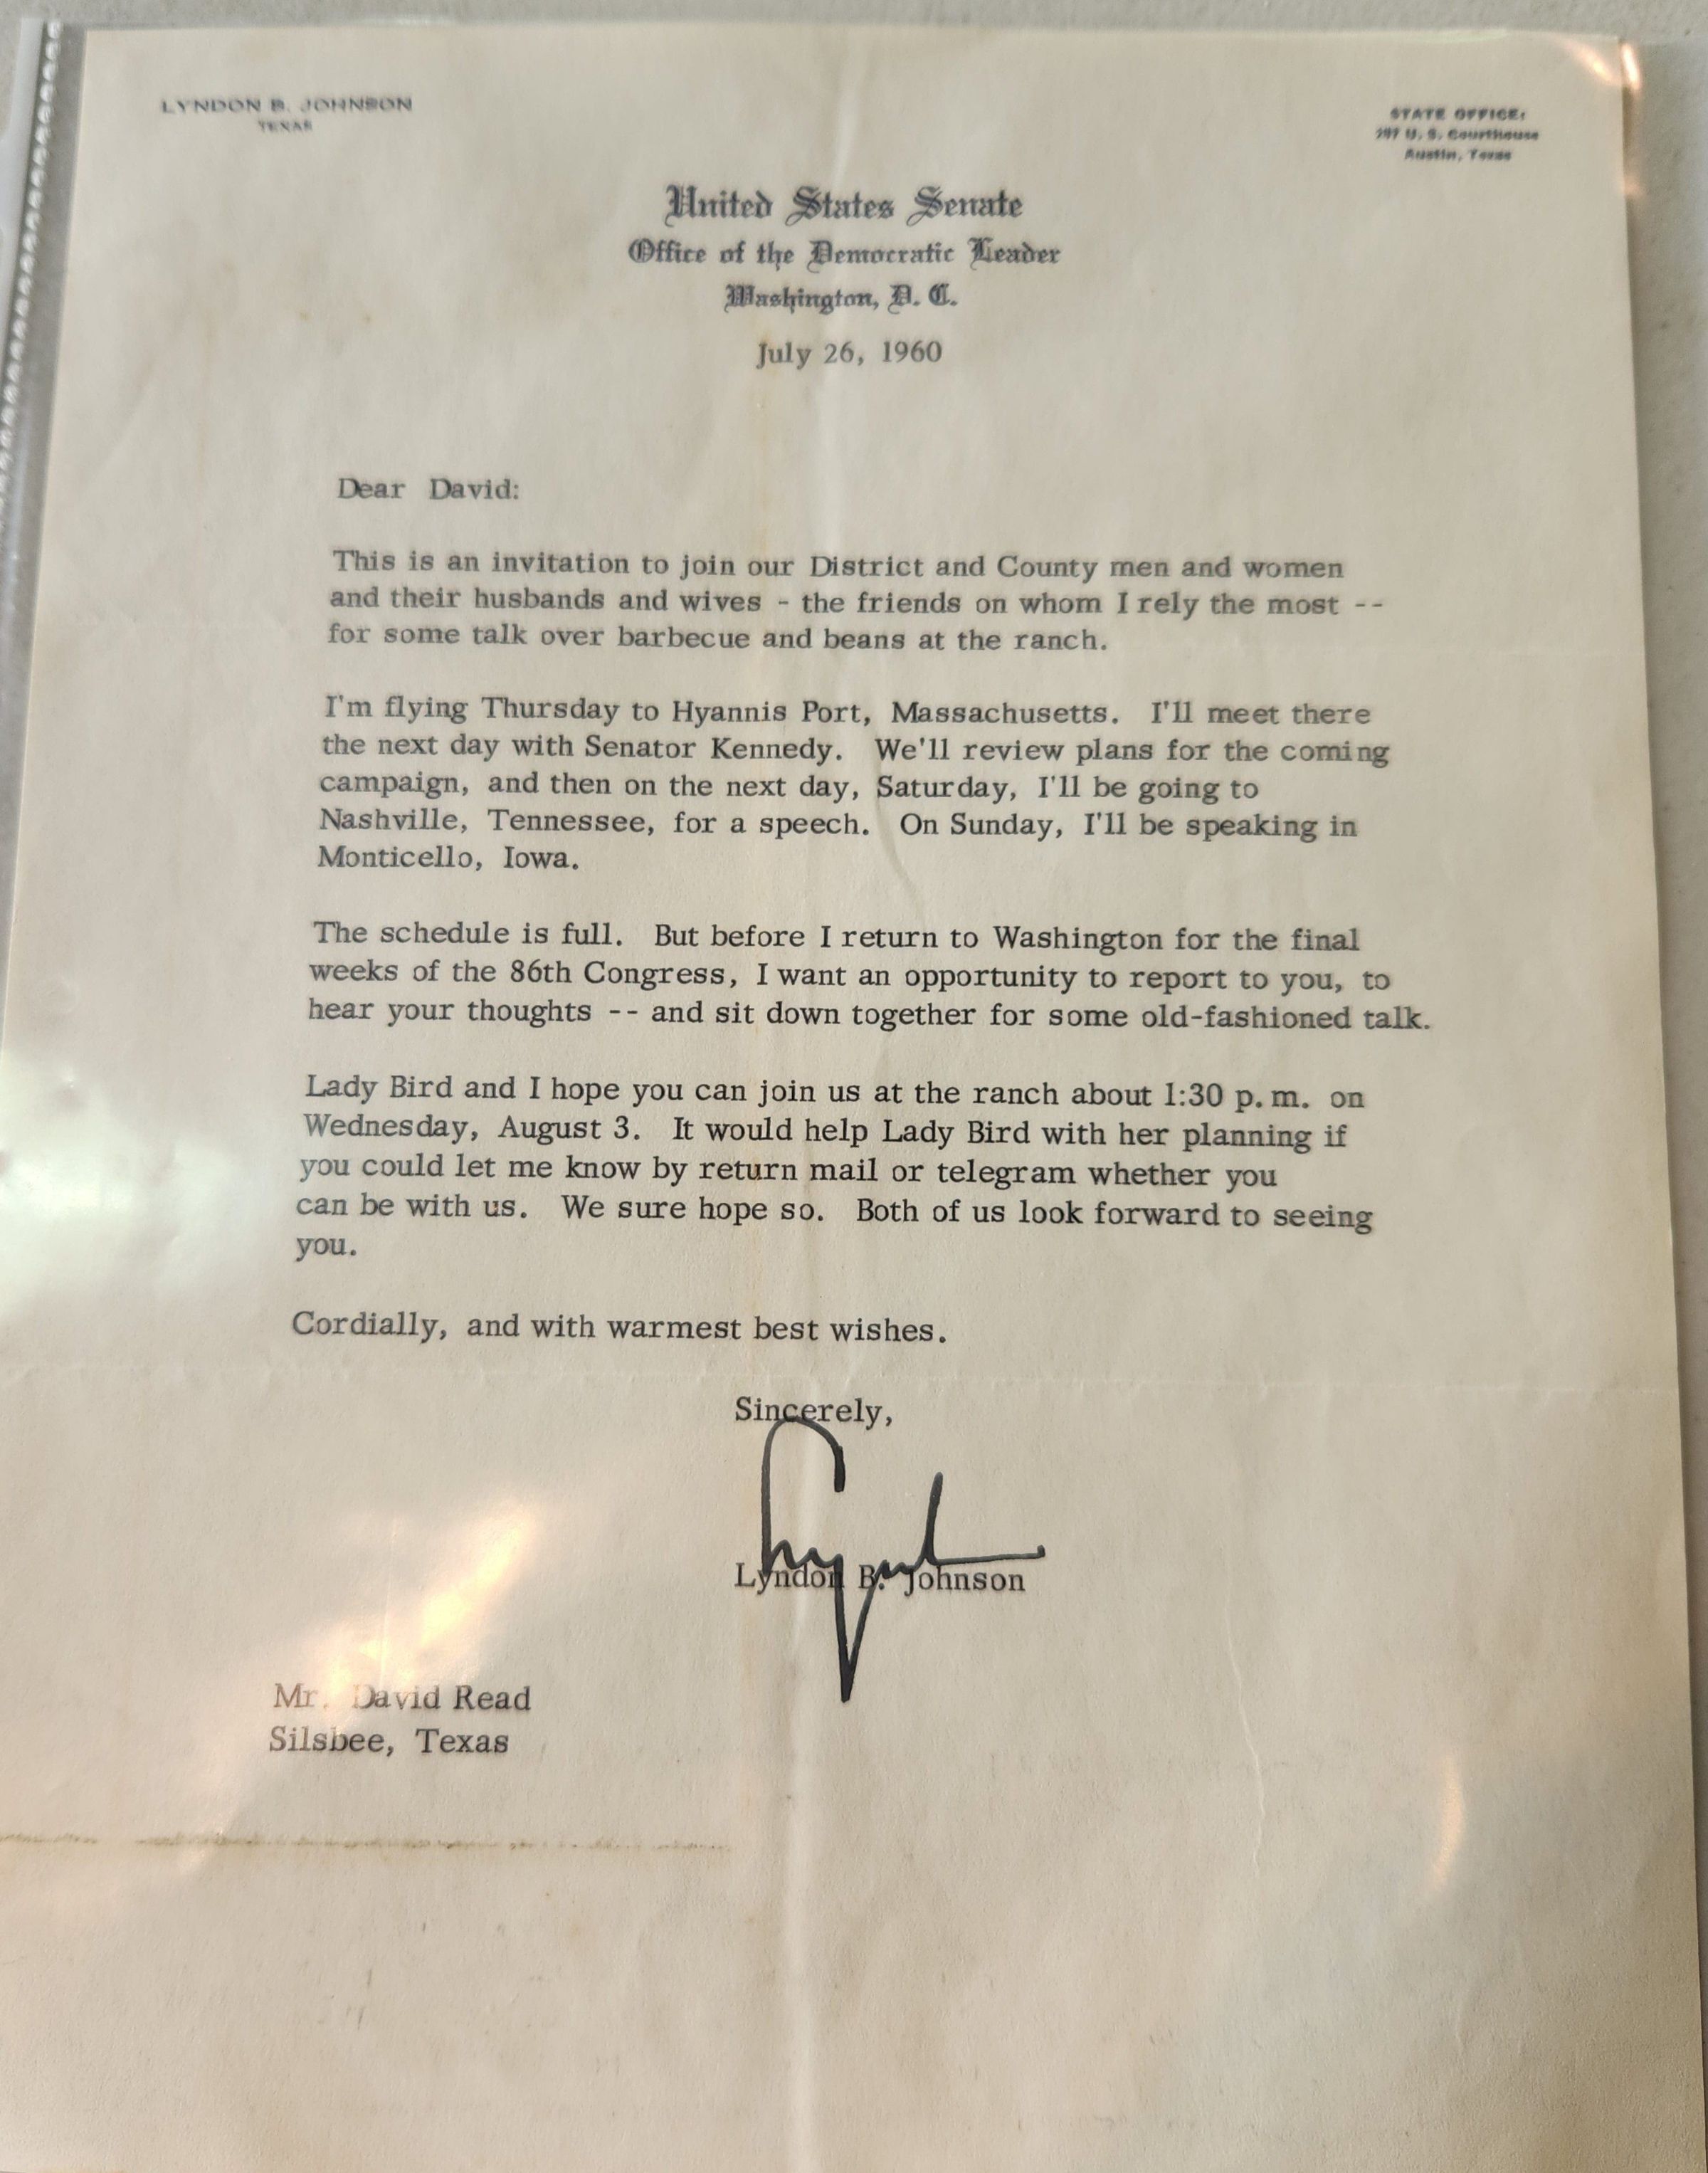 LYNDON B. JOHNSON
TEXAS
STATE OFFICE:
U. S. Courthouse
Austin, Texas
United States Senate
Office of the Democratic Leader
Washington, D. C.
July 26, 1960
Dear David:
This is an invitation to join our District and County men and women
and their husbands and wives - the friends on whom I rely the most --
for some talk over barbecue and beans at the ranch.
I'm flying Thursday to Hyannis Port, Massachusetts. I'll meet there
the next day with Senator Kennedy. We'll review plans for the coming
campaign, and then on the next day, Saturday, I'll be going to
Nashville, Tennessee, for a speech. On Sunday, I'll be speaking in
Monticello, Iowa.
The schedule is full. But before I return to Washington for the final
weeks of the 86th Congress, I want an opportunity to report to you, to
hear your thoughts -- and sit down together for some old-fashioned talk.
Lady Bird and I hope you can join us at the ranch about 1:30 p.m. on
Wednesday, August 3. It would help Lady Bird with her planning if
you could let me know by return mail or telegram whether you
can be with us. We sure hope so. Both of us look forward to seeing
you.
Cordially, and with warmest best wishes.
Sincerely,
Lyndon
Lyndon B. Johnson
Mr. David Read
Silsbee, Texas